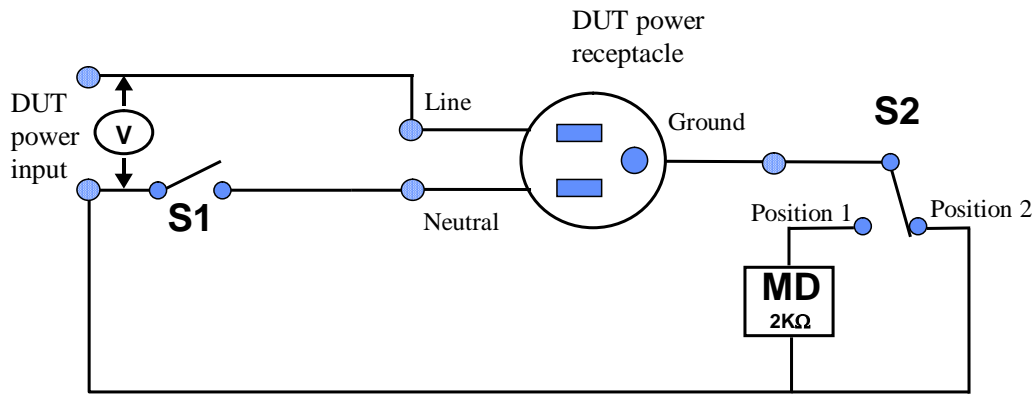 DUT power
receptacle
DUT
power
input
V
Line
Ground
S2
S1
Neutral
Position 1
Position 2
MD
2KΩ